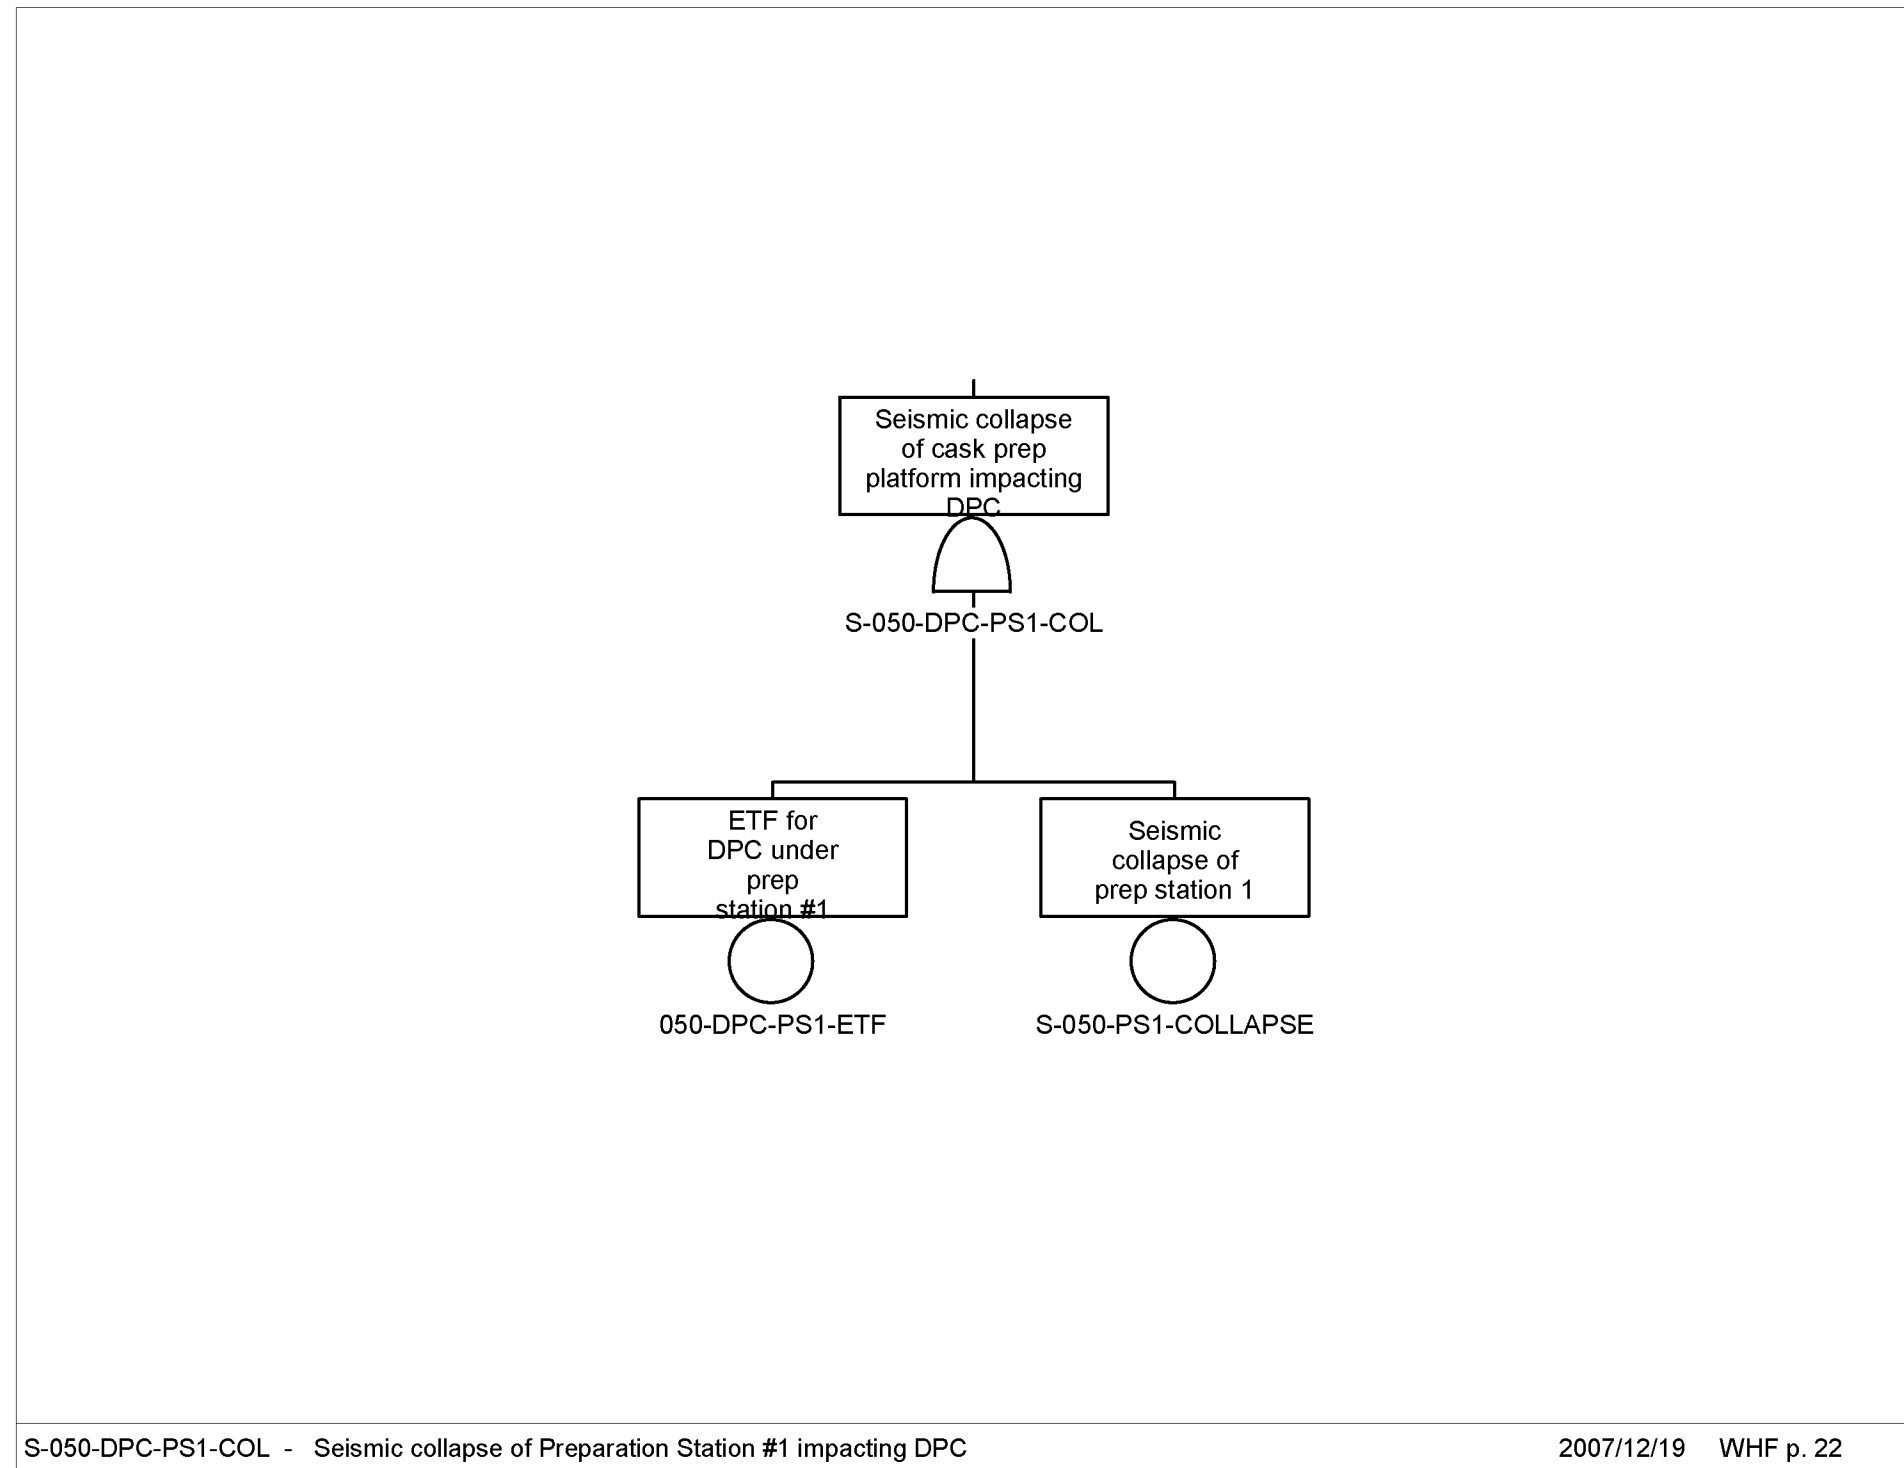 Seismic collapse
of cask prep
platform impacting
DPC
S-050-DPC-PS1-COL
ETF for
DPC under
prep
station #1
050-DPC-PS1-ETF
Seismic
collapse of
prep station 1
S-050-PS1-COLLAPSE
S-050-DPC-PS1-COL - Seismic collapse of Preparation Station #1 impacting DPC
2007/12/19 WHF p. 22